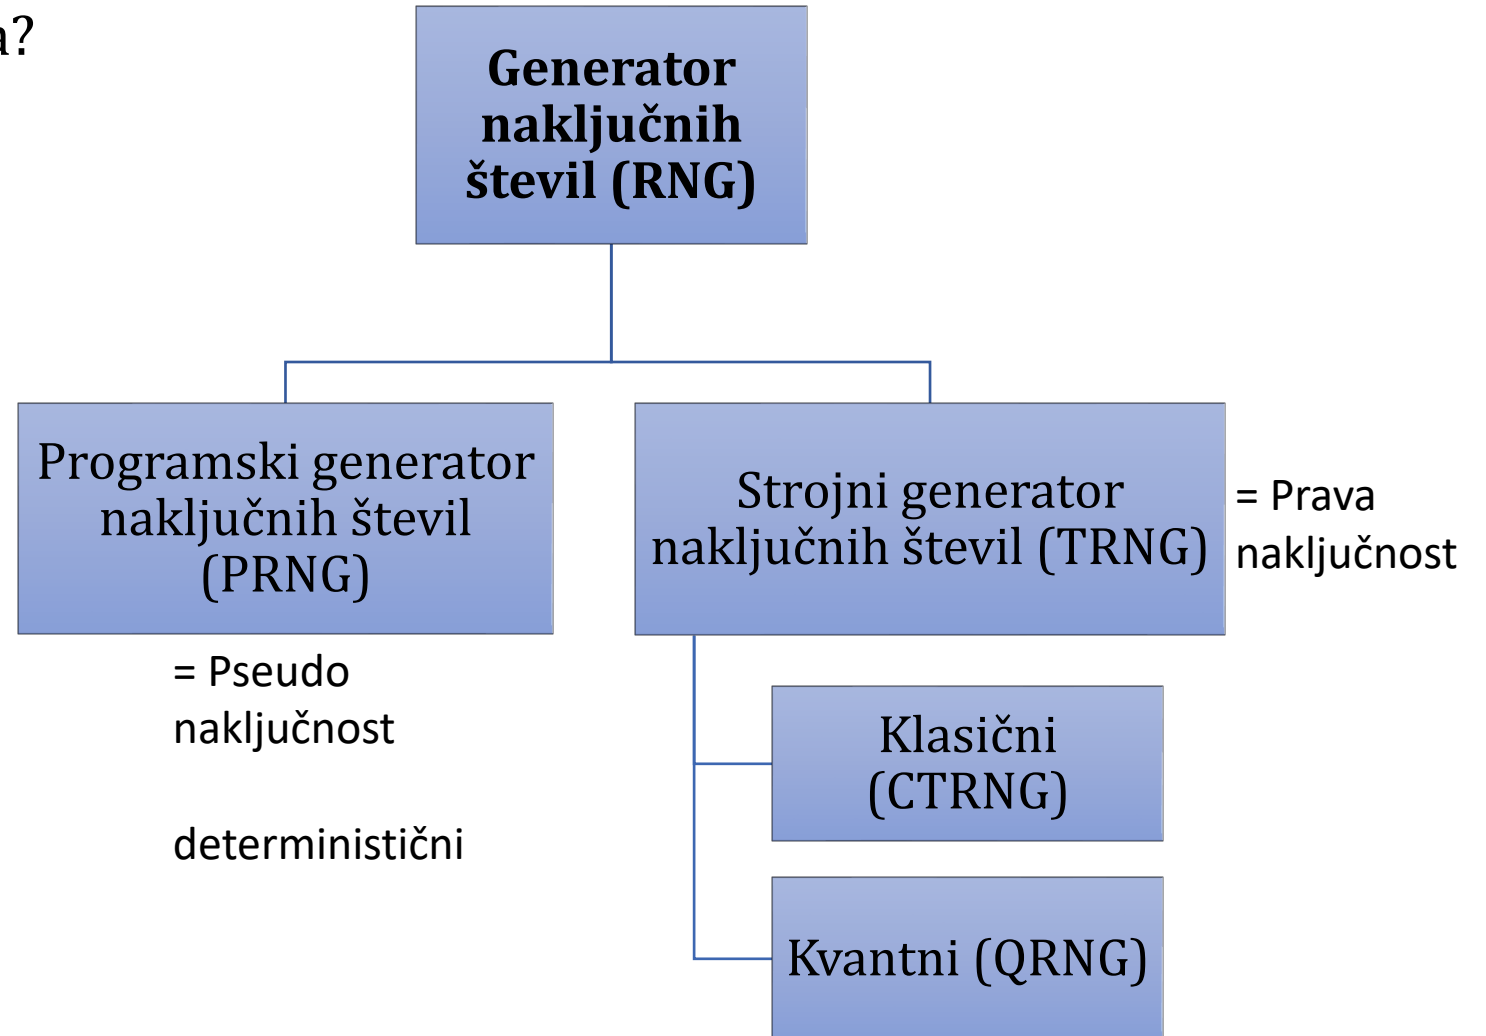 a?
Generator
naključnih
števil (RNG)
Programski generator
naključnih števil
(PRNG)
Strojni generator
naključnih števil (TRNG)
= Prava
naključnost
= Pseudo
naključnost
deterministični
Klasični
(CTRNG)
Kvantni (QRNG)